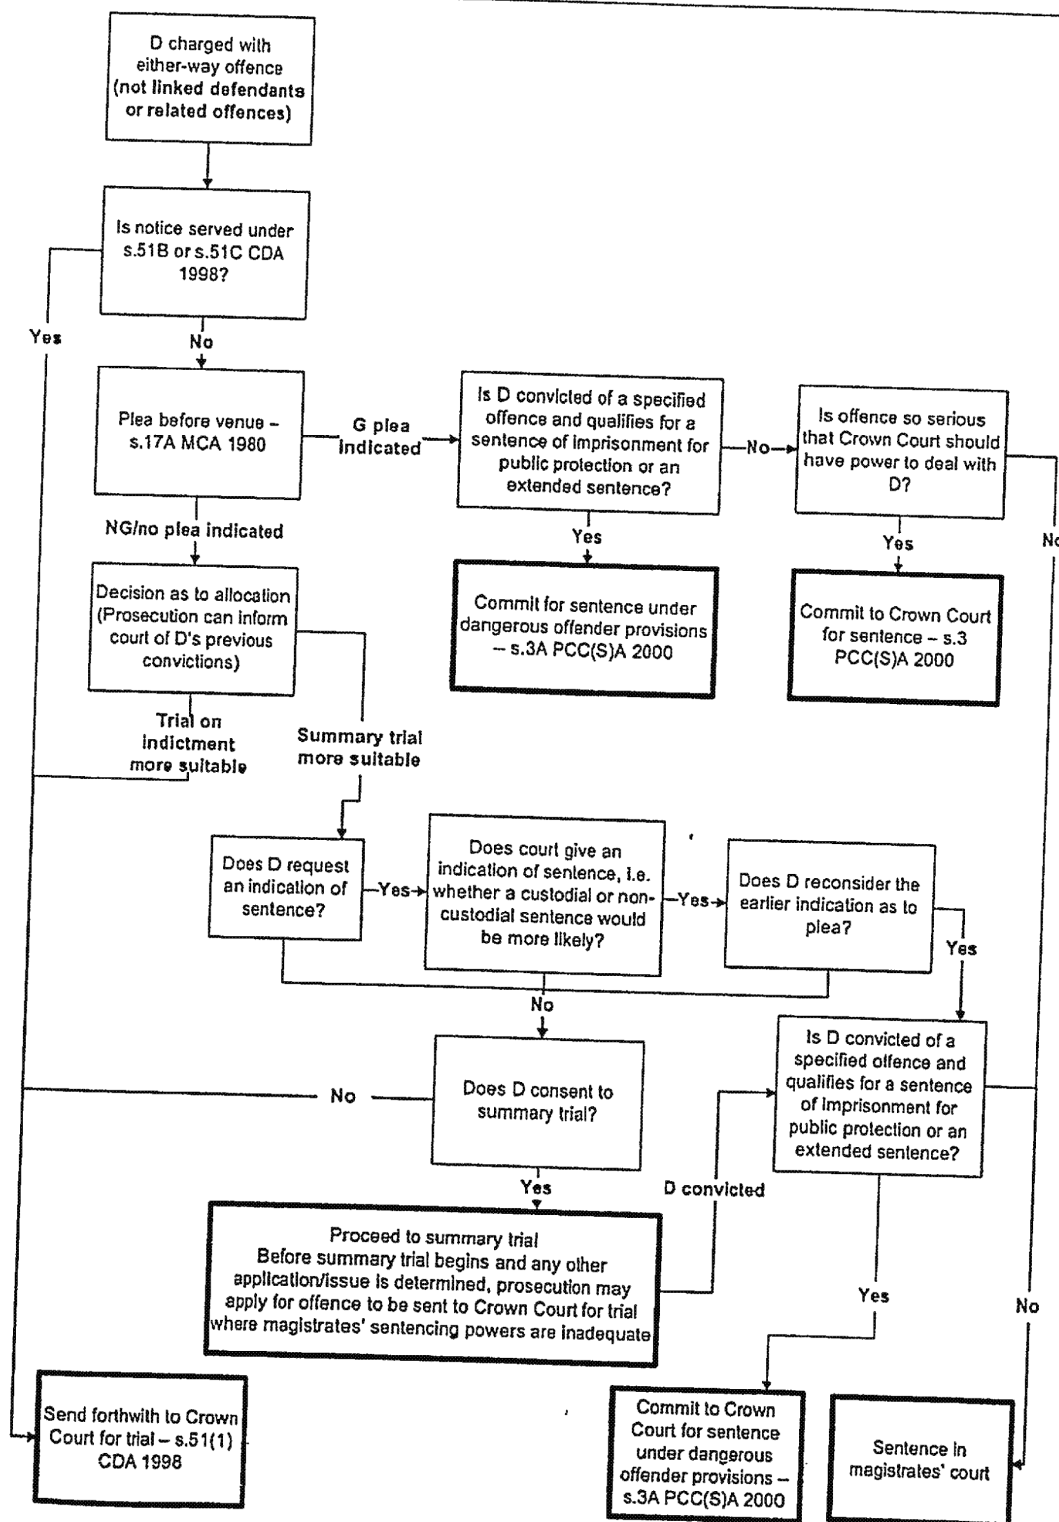 D charged with
either-way offence
(not linked defendants
or related offences)
Is notice served under
s.51B or s.51C CDA
1998?
Yes
No
Plea before venue –
s.17A MCA 1980
G plea
indicated
Is D convicted of a specified
offence and qualifies for a
sentence of imprisonment for
public protection or an
extended sentence?
No
Is offence so serious
that Crown Court should
have power to deal with
D?
No
NG/no plea indicated
Yes
Yes
Decision as to allocation
(Prosecution can inform
court of D's previous
convictions)
Commit for sentence under
dangerous offender provisions
– s.3A PCC(S)A 2000
Commit to Crown Court
for sentence – s.3
PCC(S)A 2000
Trial on
indictment
more suitable
Summary trial
more suitable
Does D request
an indication of
sentence?
Yes
Does court give an
indication of sentence, i.e.
whether a custodial or non-
custodial sentence would
be more likely?
Yes
Does D reconsider the
earlier indication as to
plea?
Yes
No
Does D consent to
summary trial?
No
Is D convicted of a
specified offence and
qualifies for a sentence
of imprisonment for
public protection or an
extended sentence?
Yes
D convicted
Proceed to summary trial
Before summary trial begins and any other
application/issue is determined, prosecution may
apply for offence to be sent to Crown Court for trial
where magistrates' sentencing powers are inadequate
Yes
No
Send forthwith to Crown
Court for trial – s.51(1)
CDA 1998
Commit to Crown
Court for sentence
under dangerous
offender provisions –
s.3A PCC(S)A 2000
Sentence in
magistrates' court